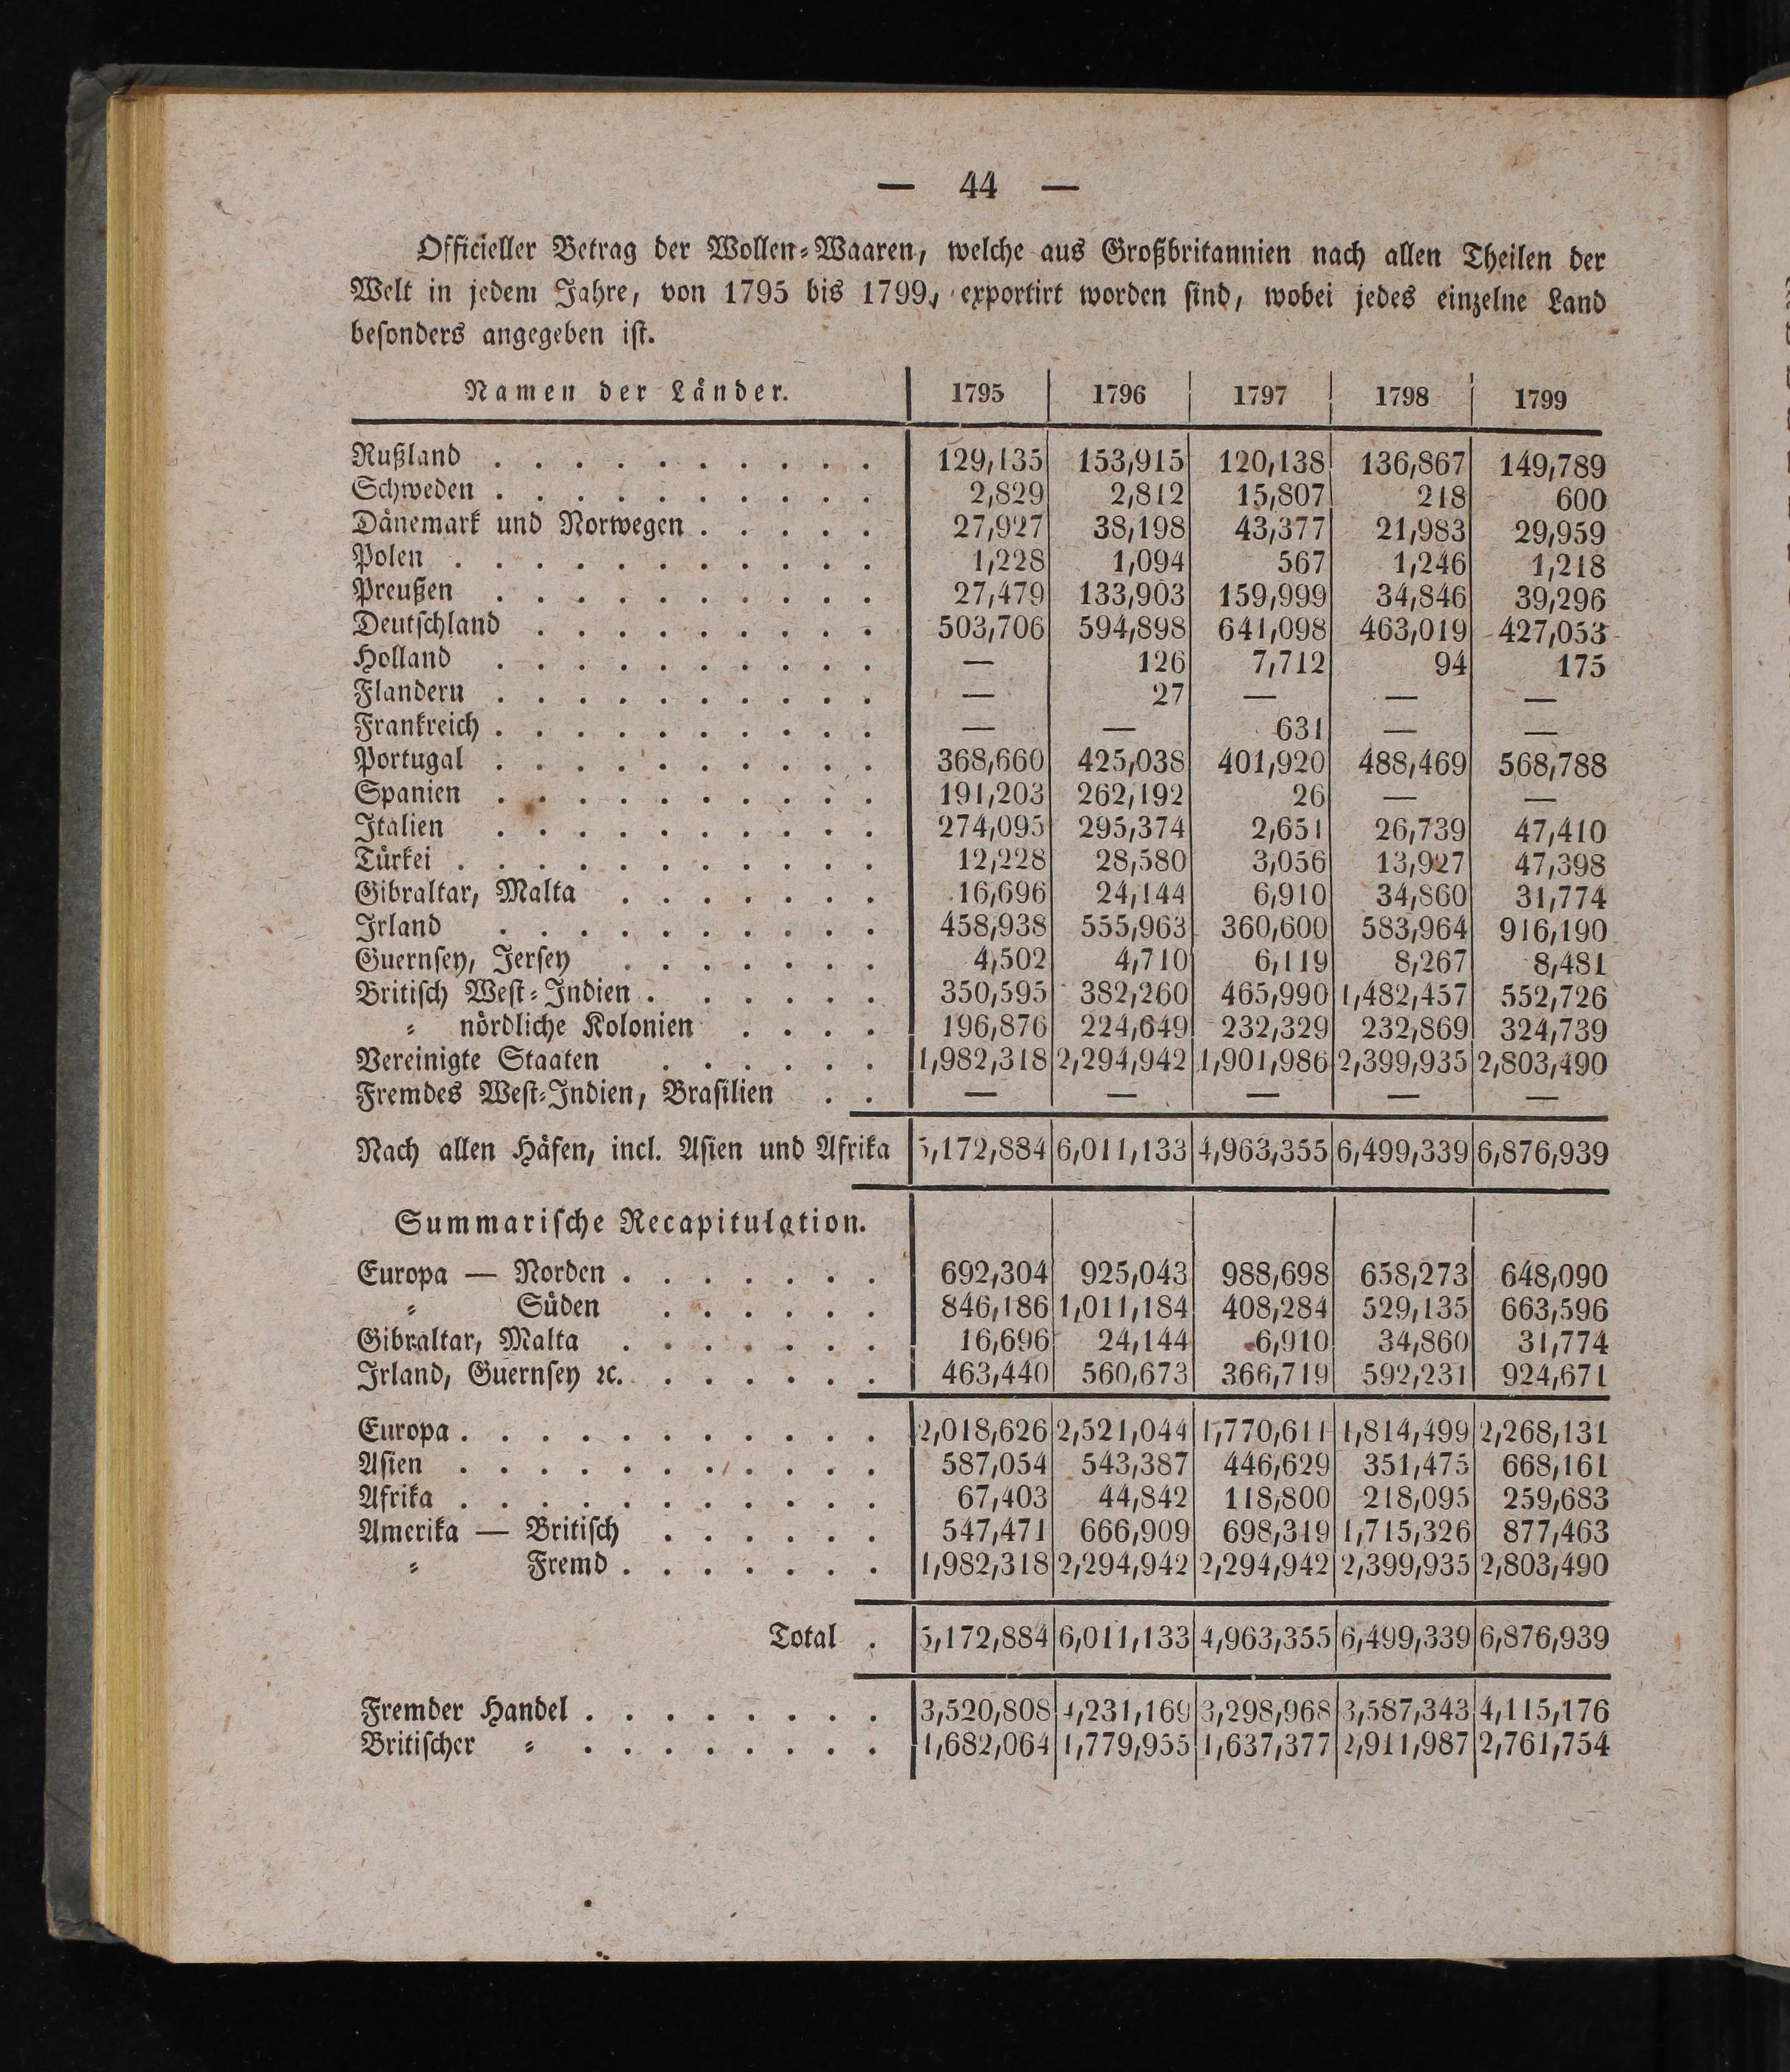 — 44 —
Officieller Betrag der Wollen-Waaren, welche aus Großbritannien nach allen Theilen der
Welt in jedem Jahre, von 1795 bis 1799, exportirt worden sind, wobei jedes einzelne Land
besonders angegeben ist.
Namen der Länder. 1795 1796 1797 1798 1799
Rußland . . . . . . . . . . 129,135 153,915 120,138 136,867 149,789
Schweden . . . . . . . . . . 2,829 2,812 15,807 218 600
Dänemark und Norwegen . . . . . 27,927 38,198 43,377 21,983 29,959
Polen . . . . . . . . . . . 1,228 1,094 567 1,246 1,218
Preußen . . . . . . . . . . 27,479 133,903 159,999 34,846 39,296
Deutschland . . . . . . . . . 503,706 594,898 641,098 463,019 427,053
Holland . . . . . . . . . . — 126 7,712 94 175
Flandern . . . . . . . . . . — 27 — — —
Frankreich . . . . . . . . . . — — 631 — —
Portugal . . . . . . . . . . 368,660 425,038 401,920 488,469 568,788
Spanien . . . . . . . . . . 191,203 262,192 26 — —
Italien . . . . . . . . . . 274,095 295,374 2,651 26,739 47,410
Türkei . . . . . . . . . . . 12,228 28,580 3,056 13,927 47,398
Gibraltar, Malta . . . . . . . 16,696 24,144 6,910 34,860 31,774
Irland . . . . . . . . . . 458,938 555,963 360,600 583,964 916,190
Guernsey, Jersey . . . . . . . 4,502 4,710 6,119 8,267 8,481
Britisch West-Indien . . . . . . 350,595 382,260 465,990 1,482,457 552,726
" nördliche Kolonien . . . . 196,876 224,649 232,329 232,869 324,739
Vereinigte Staaten . . . . . . 1,982,318 2,294,942 1,901,986 2,399,935 2,803,490
Fremdes West-Indien, Brasilien . . — — — — —
Nach allen Häfen, incl. Asien und Afrika 5,172,884 6,011,133 4,963,355 6,499,339 6,876,939
Summarische Recapitulation.
Europa — Norden . . . . . . . 692,304 925,043 988,698 658,273 648,090
" Süden . . . . . . 846,186 1,011,184 408,284 529,135 663,596
Gibraltar, Malta . . . . . . . 16,696 24,144 6,910 34,860 31,774
Irland, Guernsey ꝛc. . . . . . . 463,440 560,673 366,719 592,231 924,671
Europa . . . . . . . . . . . 2,018,626 2,521,044 1,770,611 1,814,499 2,268,131
Asien . . . . . . . . . . . 587,054 543,387 446,629 351,475 668,161
Afrika . . . . . . . . . . . 67,403 44,842 118,800 218,095 259,683
Amerika — Britisch . . . . . . 547,471 666,909 698,319 1,715,326 877,463
" Fremd . . . . . . . 1,982,318 2,294,942 2,294,942 2,399,935 2,803,490
Total . 5,172,884 6,011,133 4,963,355 6,499,339 6,876,939
Fremder Handel . . . . . . . . 3,520,808 4,231,169 3,298,968 3,587,343 4,115,176
Britischer " . . . . . . . . 1,682,064 1,779,955 1,637,377 2,911,987 2,761,754